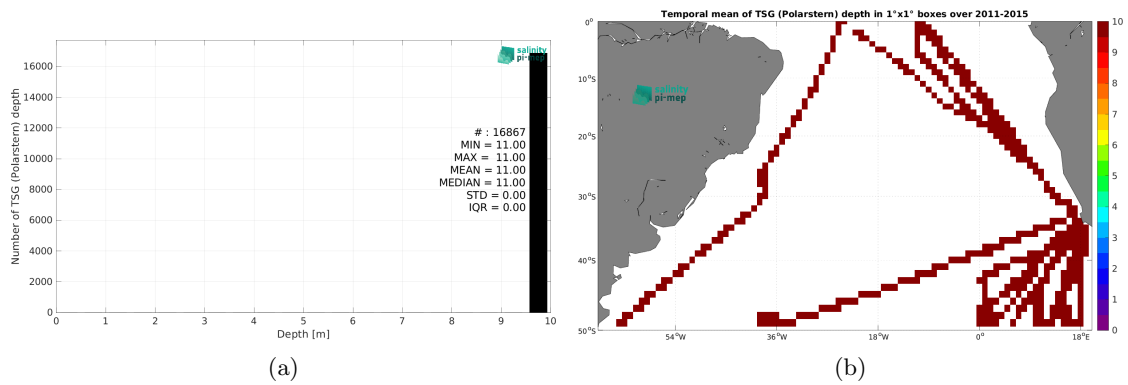 Temporal mean of TSG (Polarstern) depth in 1°x1° boxes over 2011-2015
Number of TSG (Polarstern) depth
16000
14000
12000
10000
8000
6000
4000
2000
0
salinity
pi-mep
# : 16867
MIN = 11.00
MAX = 11.00
MEAN = 11.00
MEDIAN = 11.00
STD = 0.00
IQR = 0.00
0 1 2 3 4 5 6 7 8 9 10
Depth [m]
(a)
0°
10°S
20°S
30°S
40°S
50°S
salinity
pi-mep
54°W 36°W 18°W 0° 18°E
10
9
8
7
6
5
4
3
2
1
0
(b)